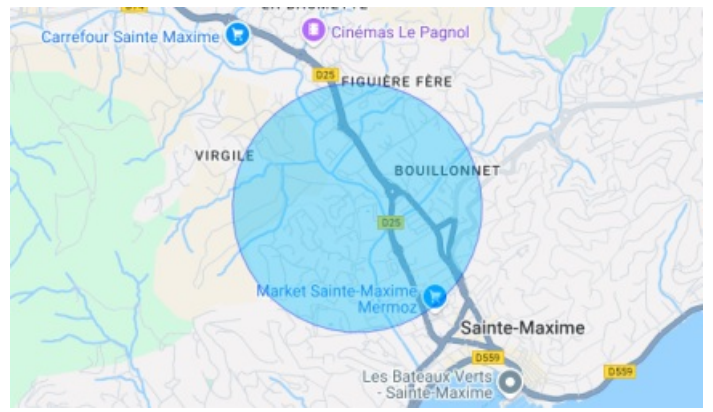 Carrefour Sainte Maxime
Cinémas Le Pagnol
D25
FIGUIÈRE FÈRE
VIRGILE
BOUILLONNET
D25
Market Sainte-Maxime
Mermoz
Sainte-Maxime
D559
Les Bateaux Verts
- Sainte-Maxime
D559